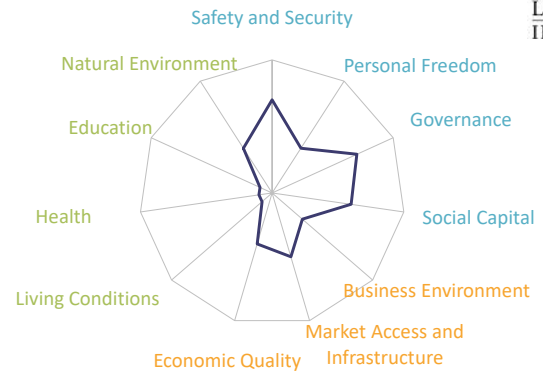 Safety and Security
Natural Environment
Personal Freedom
Education
Governance
Health
Social Capital
Living Conditions
Business Environment
Economic Quality
Market Access and
Infrastructure